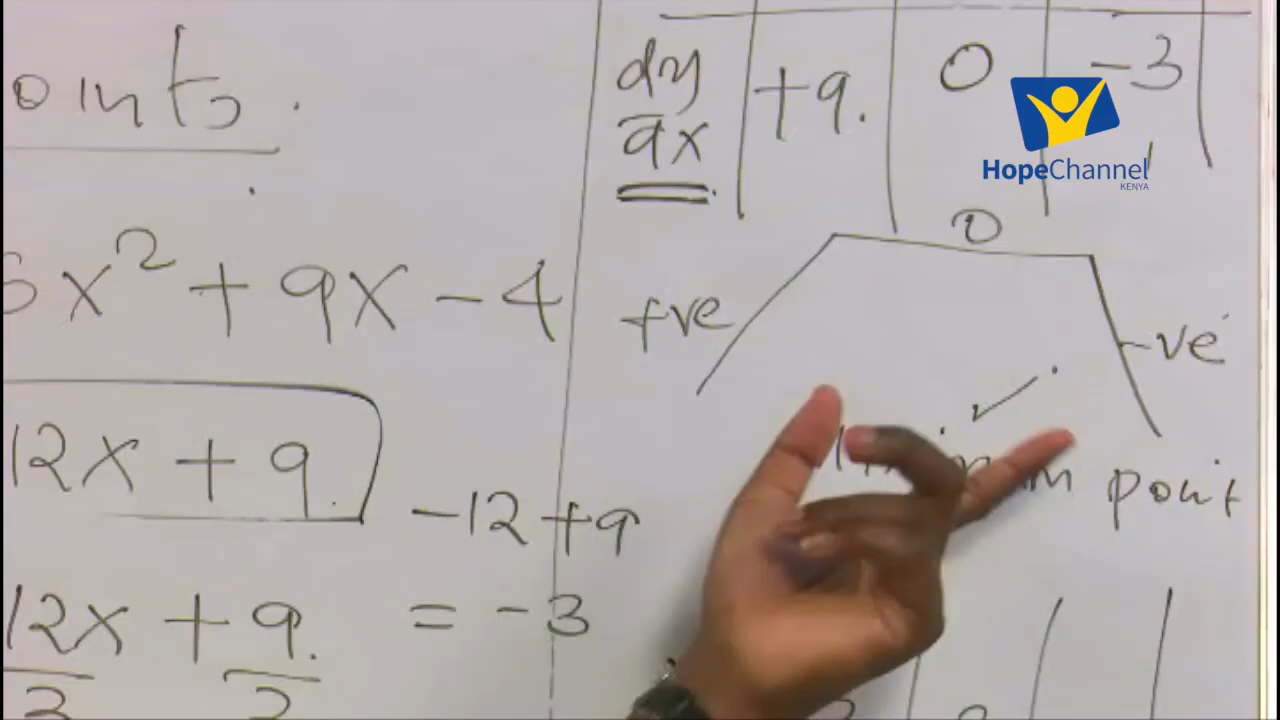 oints.
x² + 9x - 4
12x + 9.
-12 + 9
12x + 9.
= -3
dy
dx
+9.
0
-3
HopeChannel
KENYA
0
+ve
-ve
point